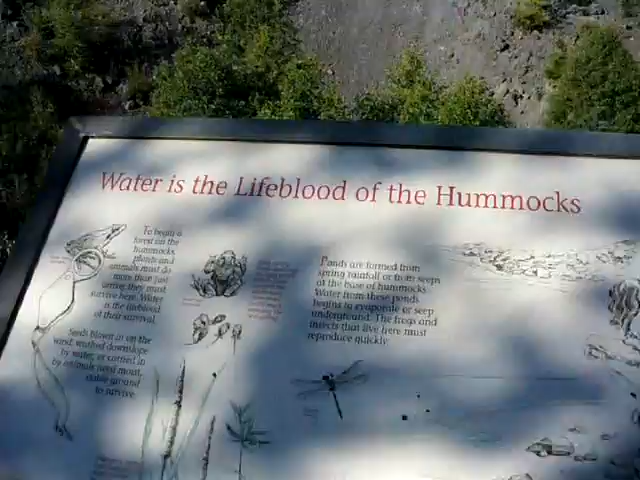 Water is the Lifeblood of the Hummocks
To begin a
forest on the
hummocks,
plants and
animals must do
more than just
arrive; they must
survive here. Water
is the lifeblood
of their survival.
Seeds blown in on the
wind, washed downslope
by water, or carried in
by animals need moist,
stable ground
to survive.
Ponds are formed from
spring rainfall or from seeps
at the base of hummocks.
Water from these ponds
begins to evaporate or seep
underground. The frogs and
insects that live here must
reproduce quickly.